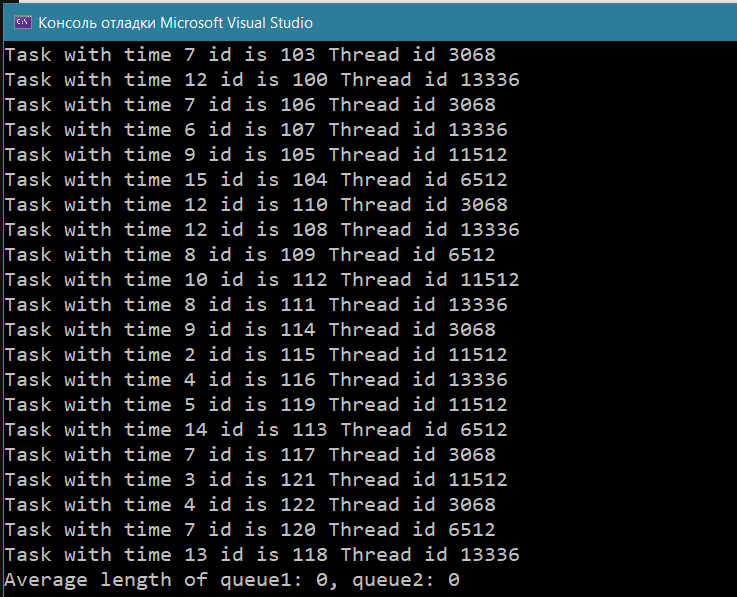 Консоль отладки Microsoft Visual Studio
Task with time 7 id is 103 Thread id 3068
Task with time 12 id is 100 Thread id 13336
Task with time 7 id is 106 Thread id 3068
Task with time 6 id is 107 Thread id 13336
Task with time 9 id is 105 Thread id 11512
Task with time 15 id is 104 Thread id 6512
Task with time 12 id is 110 Thread id 3068
Task with time 12 id is 108 Thread id 13336
Task with time 8 id is 109 Thread id 6512
Task with time 10 id is 112 Thread id 11512
Task with time 8 id is 111 Thread id 13336
Task with time 9 id is 114 Thread id 3068
Task with time 2 id is 115 Thread id 11512
Task with time 4 id is 116 Thread id 13336
Task with time 5 id is 119 Thread id 11512
Task with time 14 id is 113 Thread id 6512
Task with time 7 id is 117 Thread id 3068
Task with time 3 id is 121 Thread id 11512
Task with time 4 id is 122 Thread id 3068
Task with time 7 id is 120 Thread id 6512
Task with time 13 id is 118 Thread id 13336
Average length of queue1: 0, queue2: 0